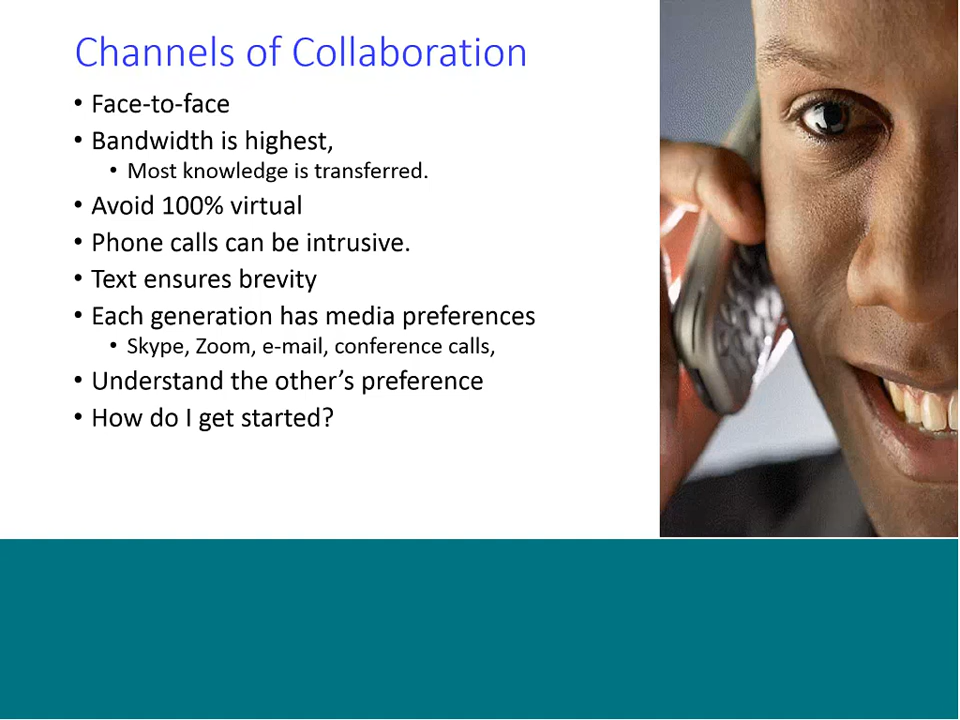 Channels of Collaboration
• Face-to-face
• Bandwidth is highest,
• Most knowledge is transferred.
• Avoid 100% virtual
• Phone calls can be intrusive.
• Text ensures brevity
• Each generation has media preferences
• Skype, Zoom, e-mail, conference calls,
• Understand the other’s preference
• How do I get started?